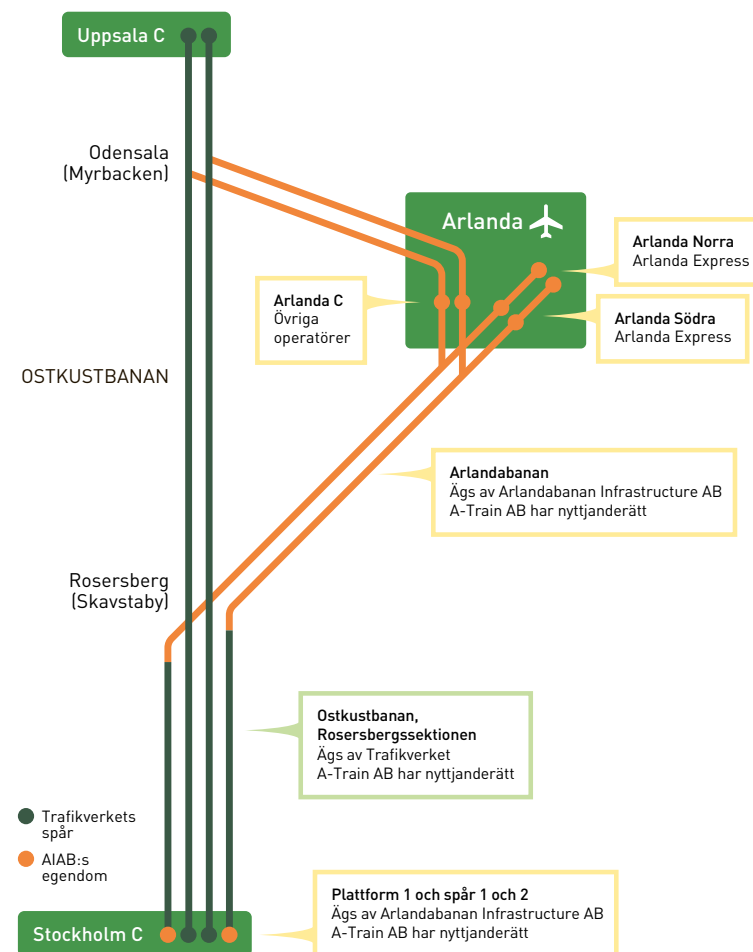 Uppsala C
Odensala
(Myrbacken)
Arlanda
Arlanda Norra
Arlanda Express
Arlanda C
Övriga
operatörer
Arlanda Södra
Arlanda Express
OSTKUSTBANAN
Arlandabanan
Ägs av Arlandabanan Infrastructure AB
A-Train AB har nyttjanderätt
Rosersberg
(Skavstaby)
Ostkustbanan,
Rosersbergssektionen
Ägs av Trafikverket
A-Train AB har nyttjanderätt
Trafikverkets
spår
AIAB:s
egendom
Plattform 1 och spår 1 och 2
Ägs av Arlandabanan Infrastructure AB
A-Train AB har nyttjanderätt
Stockholm C